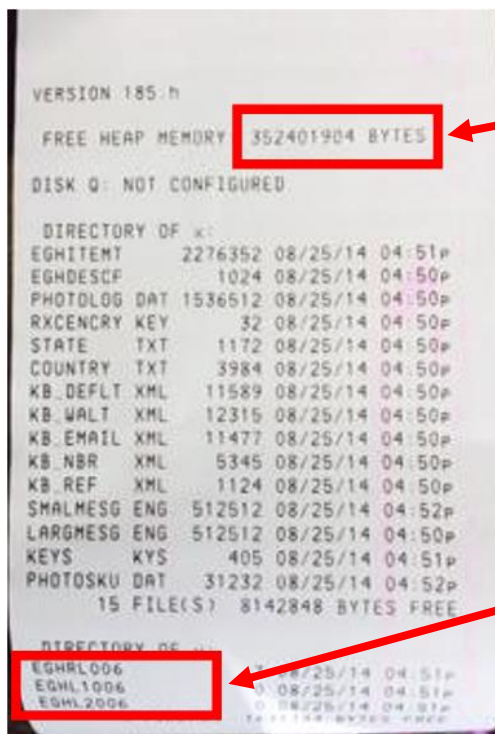 VERSION 185.h
FREE HEAP MEMORY: 352401904 BYTES
DISK Q: NOT CONFIGURED
DIRECTORY OF x:
EGHITEMT 2276352 08/25/14 04:51p
EGHDESCF 1024 08/25/14 04:50p
PHOTOLOG DAT 1536512 08/25/14 04:50p
RXCENCRY KEY 32 08/25/14 04:50p
STATE TXT 1172 08/25/14 04:50p
COUNTRY TXT 3984 08/25/14 04:50p
KB_DEFLT XML 11589 08/25/14 04:50p
KB_WALT XML 12315 08/25/14 04:50p
KB_EMAIL XML 11477 08/25/14 04:50p
KB_NBR XML 5345 08/25/14 04:50p
KB_REF XML 1124 08/25/14 04:50p
SMALMESG ENG 512512 08/25/14 04:52p
LARGMESG ENG 512512 08/25/14 04:50p
KEYS KYS 405 08/25/14 04:51p
PHOTOSKU DAT 31232 08/25/14 04:52p
15 FILE(S) 8142848 BYTES FREE
DIRECTORY OF
EGHRL006 08/25/14 04:51p
EGHL1006 0 08/25/14 04:51p
EGHL2006 0 08/25/14 04:51p
BYTES FREE